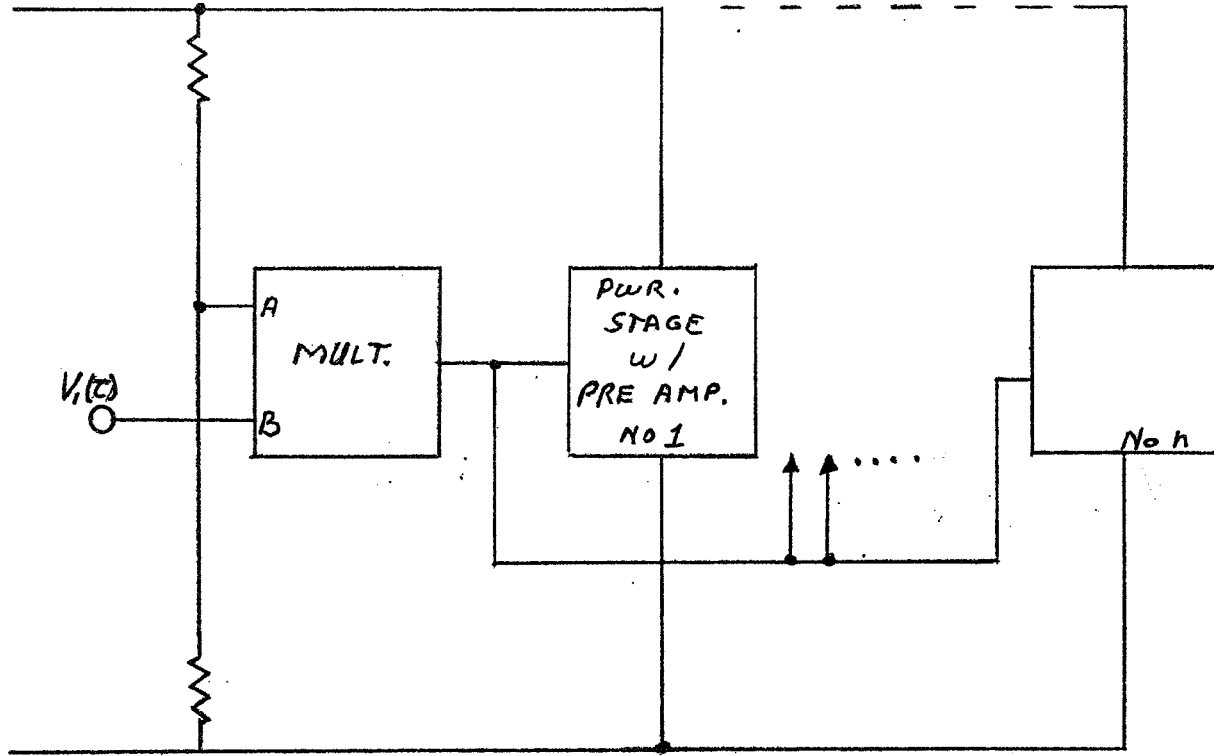 A
MULT.
V₁(τ)
B
PWR.
STAGE
W/
PRE AMP.
NO 1
No n